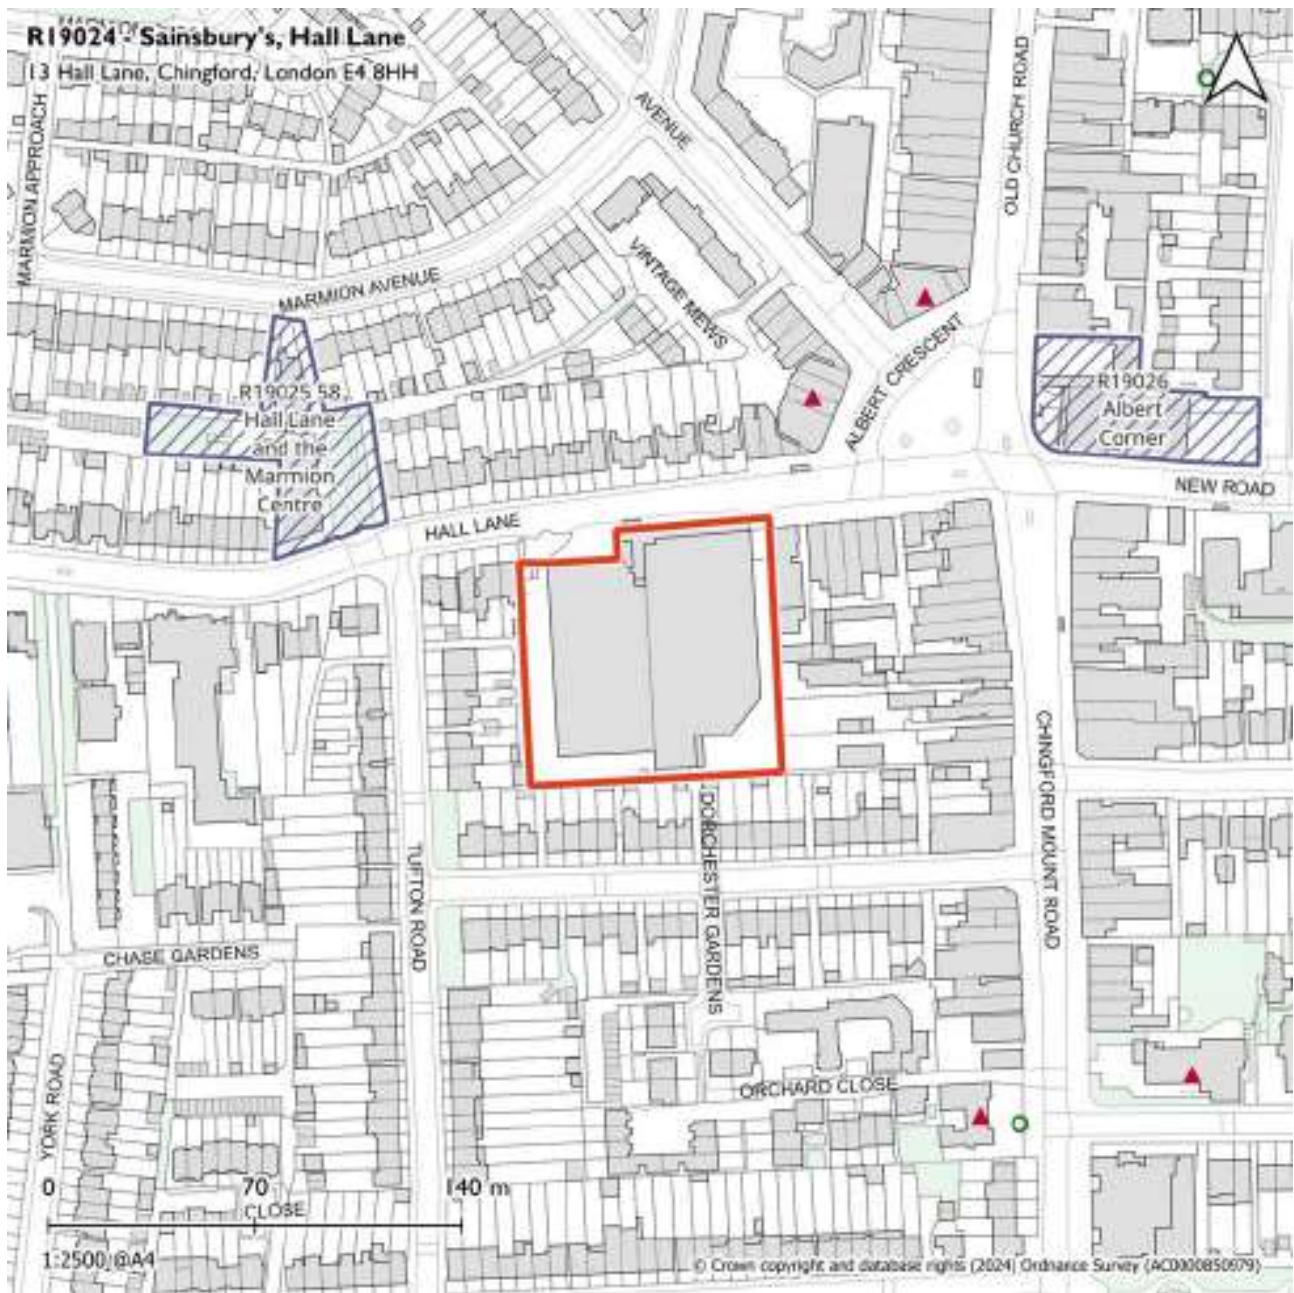 R19024 - Sainsbury's, Hall Lane
13 Hall Lane, Chingford, London E4 8HH
MARMION APPROACH
AVENUE
OLD CHURCH ROAD
VINTAGE MEWS
MARMION AVENUE
ALBERT CRESCENT
R19025 58
Hall Lane
and the
Marmion
Centre
R19026
Albert
Corner
NEW ROAD
HALL LANE
CHINGFORD MOUNT ROAD
DORCHESTER GARDENS
TUFTON ROAD
CHASE GARDENS
ORCHARD CLOSE
YORK ROAD
0 70 140 m
CLOSE
1:2500 @A4
© Crown copyright and database rights (2024) Ordnance Survey (AC0000850979)